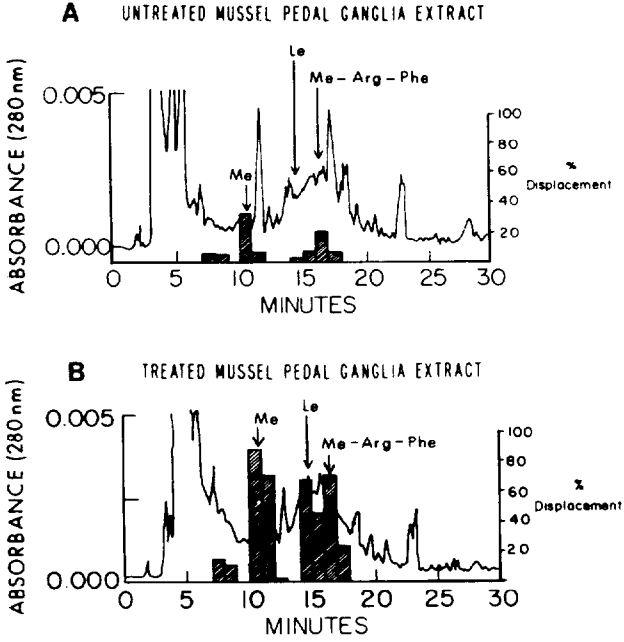 A UNTREATED MUSSEL PEDAL GANGLIA EXTRACT
ABSORBANCE (280nm)
0.005
0.000
Le
Me-Arg-Phe
Me
100
80
60
40
20
%
Displacement
0 5 10 15 20 25 30
MINUTES
B TREATED MUSSEL PEDAL GANGLIA EXTRACT
ABSORBANCE (280nm)
0.005
0.000
Le
Me
Me-Arg-Phe
100
80
60
40
20
%
Displacement
0 5 10 15 20 25 30
MINUTES